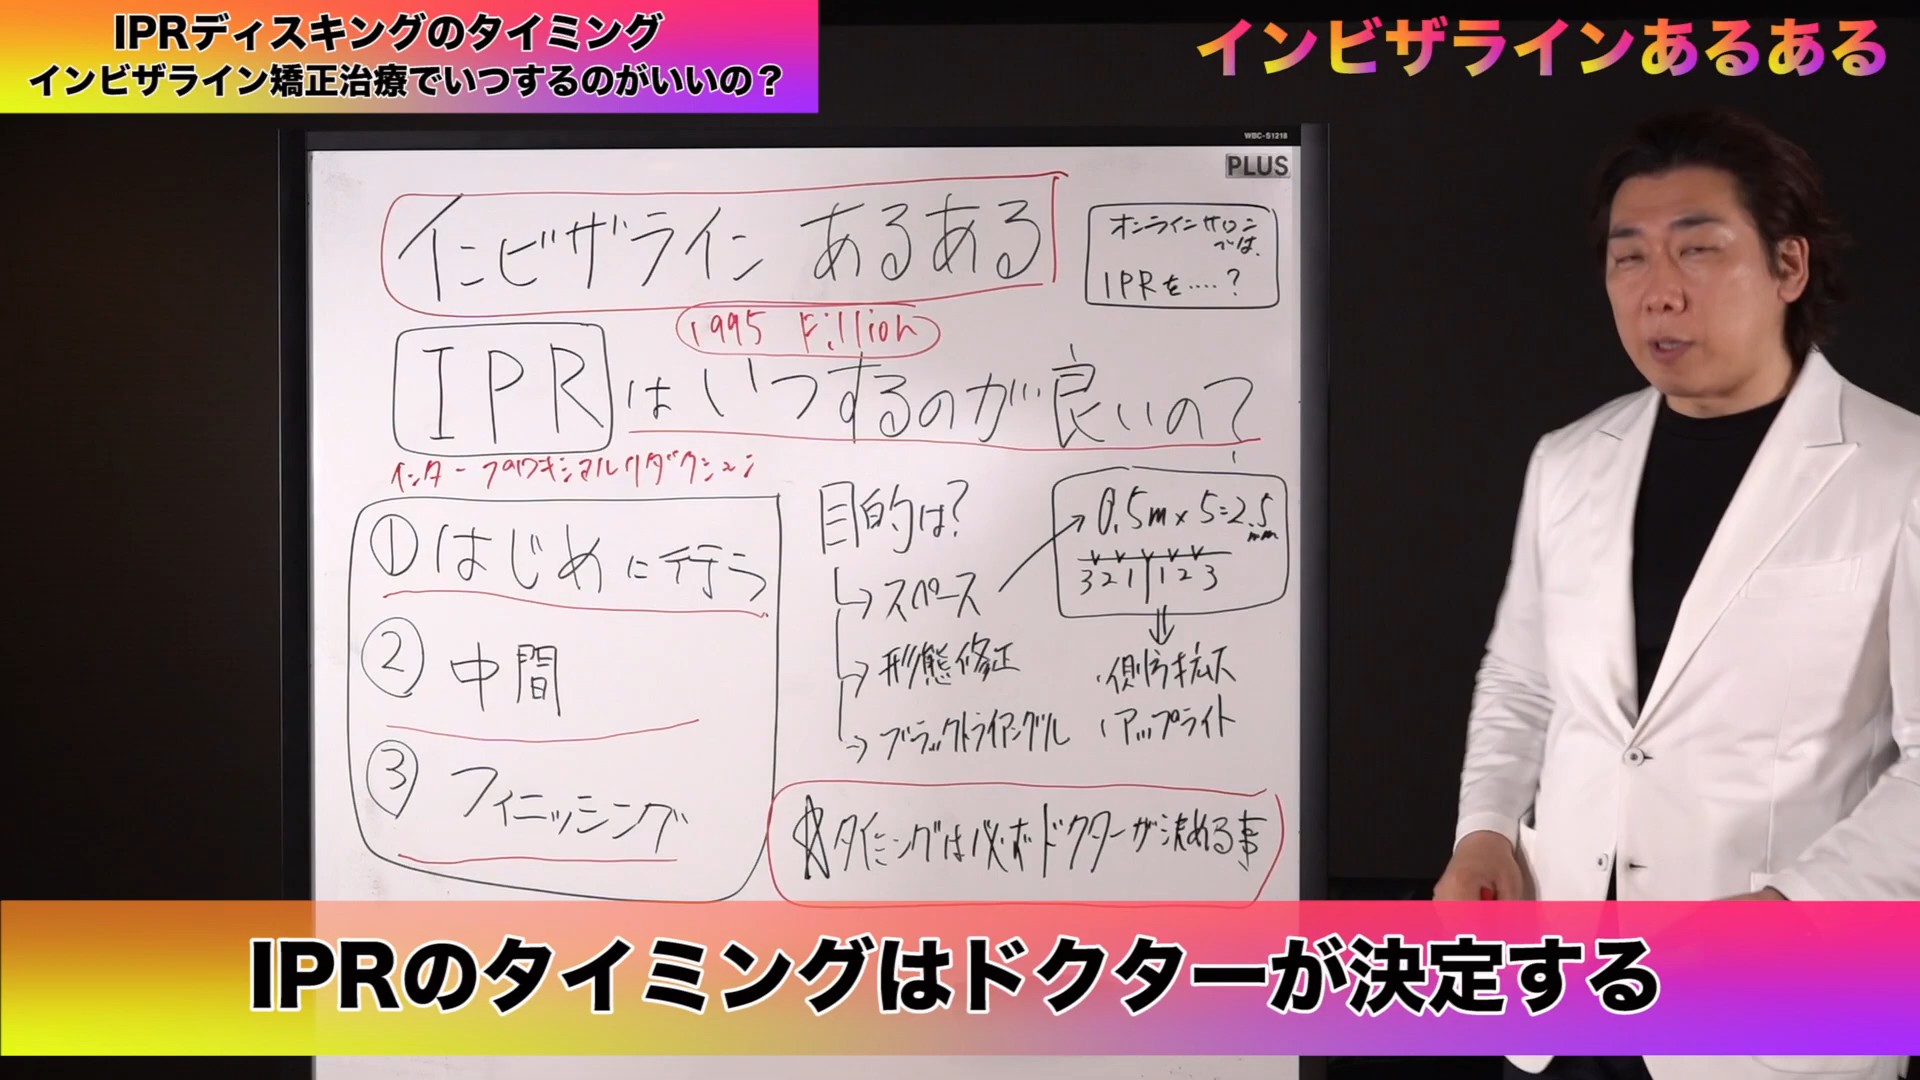 IPRディスキングのタイミング
インビザライン矯正治療でいつするのがいいの？
インビザラインあるある
WBC-S1218
PLUS
インビザライン あるある
オンラインサロン
では、
IPRを‥‥?
1995 Fillion
IPR はいつするのが良いの?
インタープロキシマルリダクション
①はじめに行う
②中間
③フィニッシング
目的は?
→スペース
→形態修正
→ブラックトライアングル
0.5m×5=2.5
mm
3 2 1 1 2 3
・側方拡大
・アップライト
タイミングは必ずドクターが決める事
IPRのタイミングはドクターが決定する